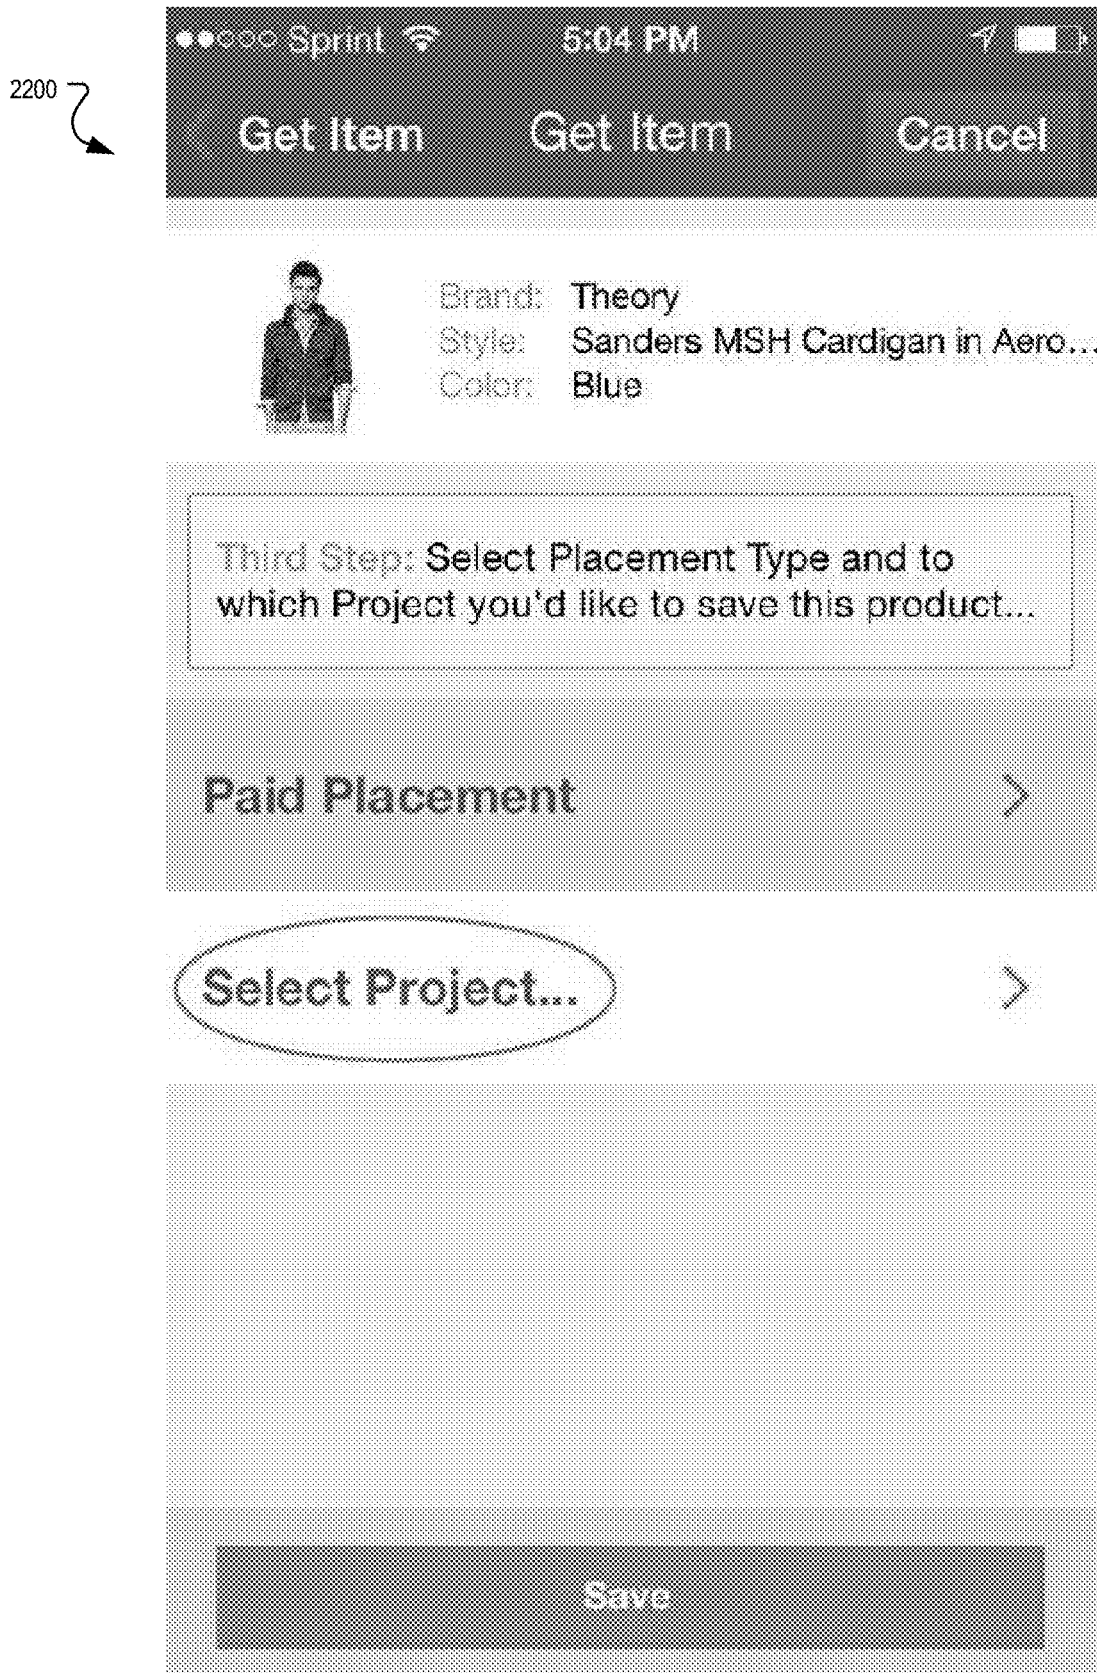 2200
Sprint 5:04 PM
Get Item Get Item Cancel
Brand: Theory
Style: Sanders MSH Cardigan in Aero...
Color: Blue
Third Step: Select Placement Type and to
which Project you'd like to save this product...
Paid Placement
Select Project...
Save